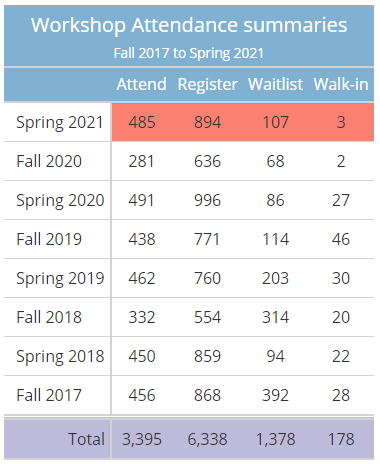 Workshop Attendance summaries
Fall 2017 to Spring 2021
Attend Register Waitlist Walk-in
Spring 2021 485 894 107 3
Fall 2020 281 636 68 2
Spring 2020 491 996 86 27
Fall 2019 438 771 114 46
Spring 2019 462 760 203 30
Fall 2018 332 554 314 20
Spring 2018 450 859 94 22
Fall 2017 456 868 392 28
Total 3,395 6,338 1,378 178